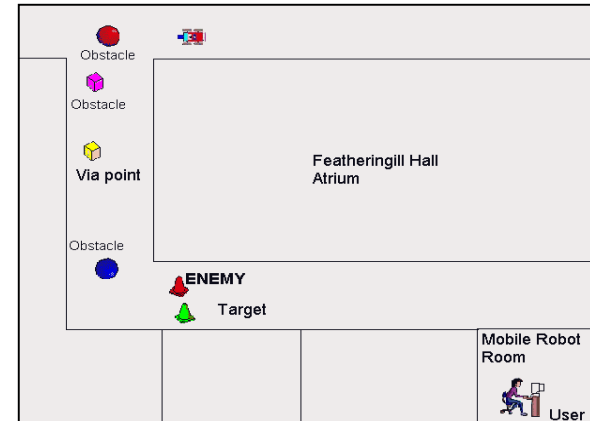 Obstacle
Obstacle
Via point
Featheringill Hall
Atrium
Obstacle
ENEMY
Target
Mobile Robot
Room
User